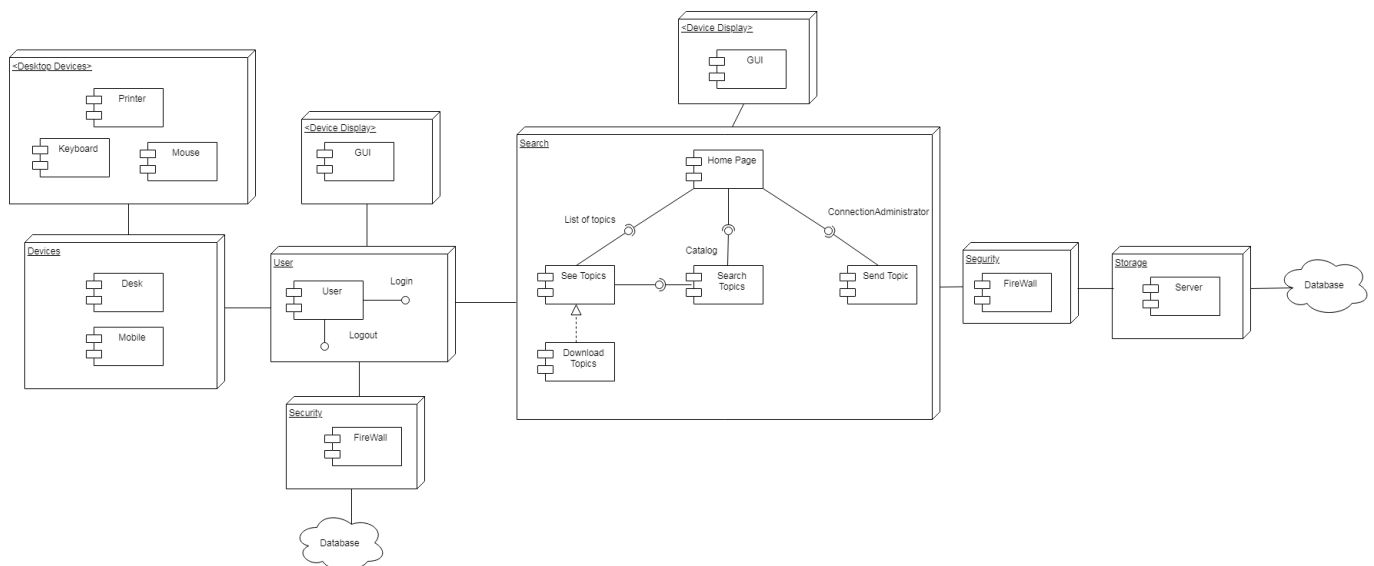 <Device Display>
GUI
<Desktop Devices>
Printer
Keyboard
Mouse
<Device Display>
GUI
Search
Home Page
List of topics
ConnectionAdministrator
Catalog
See Topics
Search
Topics
Send Topic
Download
Topics
Devices
Desk
Mobile
User
User
Login
Logout
Segurity
FireWall
Storage
Server
Database
Security
FireWall
Database